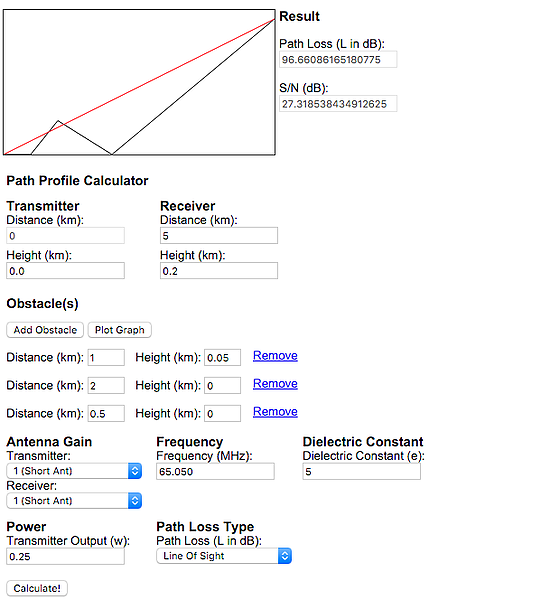 Result
Path Loss (L in dB):
96.66086165180775
S/N (dB):
27.318538434912625
Path Profile Calculator
Transmitter Receiver
Distance (km): Distance (km):
0 5
Height (km): Height (km):
0.0 0.2
Obstacle(s)
Add Obstacle Plot Graph
Distance (km): 1 Height (km): 0.05 Remove
Distance (km): 2 Height (km): 0 Remove
Distance (km): 0.5 Height (km): 0 Remove
Antenna Gain Frequency Dielectric Constant
Transmitter: Frequency (MHz): Dielectric Constant (e):
1 (Short Ant) 65.050 5
Receiver:
1 (Short Ant)
Power Path Loss Type
Transmitter Output (w): Path Loss (L in dB):
0.25 Line Of Sight
Calculate!